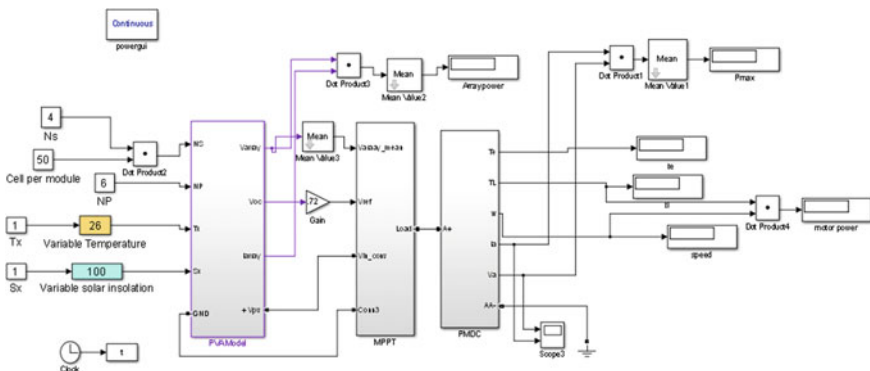 Continuous
powergui
4
Ns
50
Cell per module
Dot Product2
6
NP
1
Tx
26
Variable Temperature
1
Sx
100
Variable solar insolation
Clock
t
NS
NP
Tx
Sx
GND
Varray
Voc
Iarray
+ Vpv
PVAModel
Dot Product3
Mean
Mean Value2
Arraypower
Mean
Mean Value3
.72
Gain
Varray_mean
Vref
Conn3
Load
MPPT
A+
Te
TL
w
Ia
Va
AA-
PMDC
Dot Product1
Mean
Mean Value1
Pmax
te
tl
speed
Dot Product4
motor power
Scope3